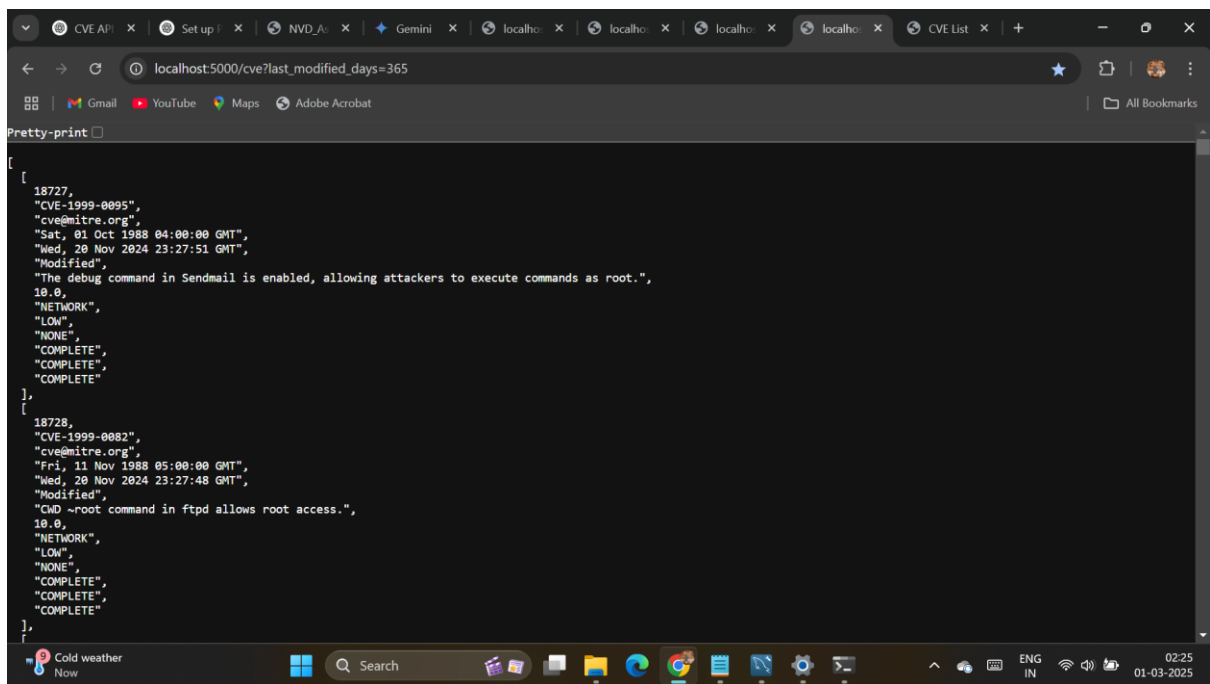 CVE API
Set up P
NVD_As
Gemini
localhos
localhos
localhos
localhos
CVE List
localhost:5000/cve?last_modified_days=365
Gmail
YouTube
Maps
Adobe Acrobat
All Bookmarks
Pretty-print
[
[
18727,
"CVE-1999-0095",
"cve@mitre.org",
"Sat, 01 Oct 1988 04:00:00 GMT",
"Wed, 20 Nov 2024 23:27:51 GMT",
"Modified",
"The debug command in Sendmail is enabled, allowing attackers to execute commands as root.",
10.0,
"NETWORK",
"LOW",
"NONE",
"COMPLETE",
"COMPLETE",
"COMPLETE"
],
[
18728,
"CVE-1999-0082",
"cve@mitre.org",
"Fri, 11 Nov 1988 05:00:00 GMT",
"Wed, 20 Nov 2024 23:27:48 GMT",
"Modified",
"CWD ~root command in ftpd allows root access.",
10.0,
"NETWORK",
"LOW",
"NONE",
"COMPLETE",
"COMPLETE",
"COMPLETE"
],
[
9
Cold weather
Now
Search
ENG
IN
02:25
01-03-2025